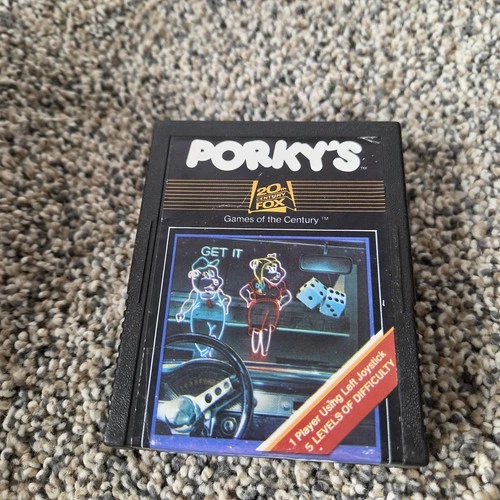 PORKY'S™
20th
CENTURY
FOX
Games of the Century™
GET IT
1 Player Using Left Joystick
5 LEVELS OF DIFFICULTY